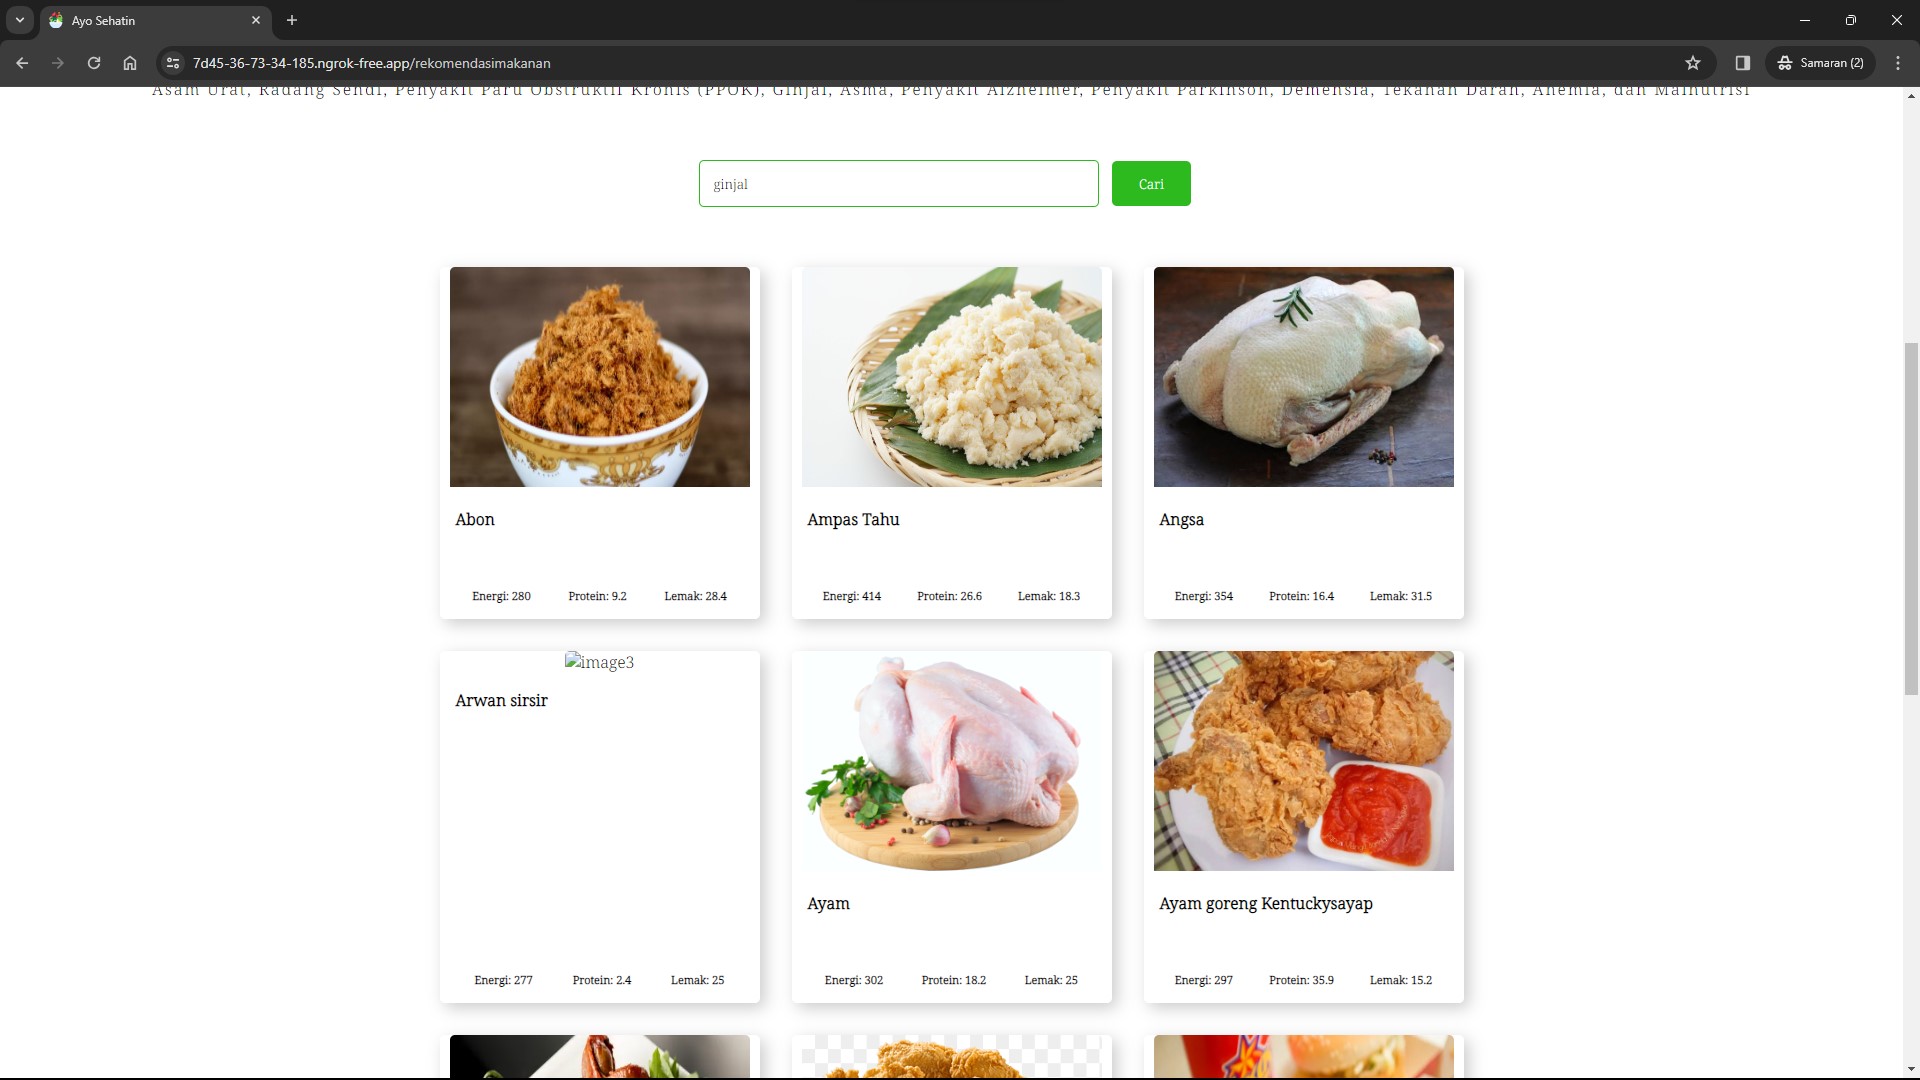 Ayo Sehatin
7d45-36-73-34-185.ngrok-free.app/rekomendasimakanan
Samaran (2)
Asam Urat, Radang Sendi, Penyakit Paru Obstruktif Kronis (PPOK), Ginjal, Asma, Penyakit Alzheimer, Penyakit Parkinson, Demensia, Tekanan Darah, Anemia, dan Malnutrisi
ginjal
Cari
Abon
Ampas Tahu
Angsa
Energi: 280 Protein: 9.2 Lemak: 28.4
Energi: 414 Protein: 26.6 Lemak: 18.3
Energi: 354 Protein: 16.4 Lemak: 31.5
image3
Arwan sirsir
Ayam
Ayam goreng Kentuckysayap
Energi: 277 Protein: 2.4 Lemak: 25
Energi: 302 Protein: 18.2 Lemak: 25
Energi: 297 Protein: 35.9 Lemak: 15.2